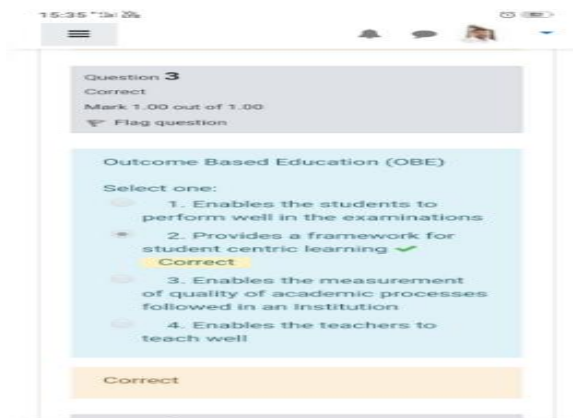 15:35
Question 3
Correct
Mark 1.00 out of 1.00
Flag question
Outcome Based Education (OBE)
Select one:
1. Enables the students to
perform well in the examinations
2. Provides a framework for
student centric learning
Correct
3. Enables the measurement
of quality of academic processes
followed in an Institution
4. Enables the teachers to
teach well
Correct